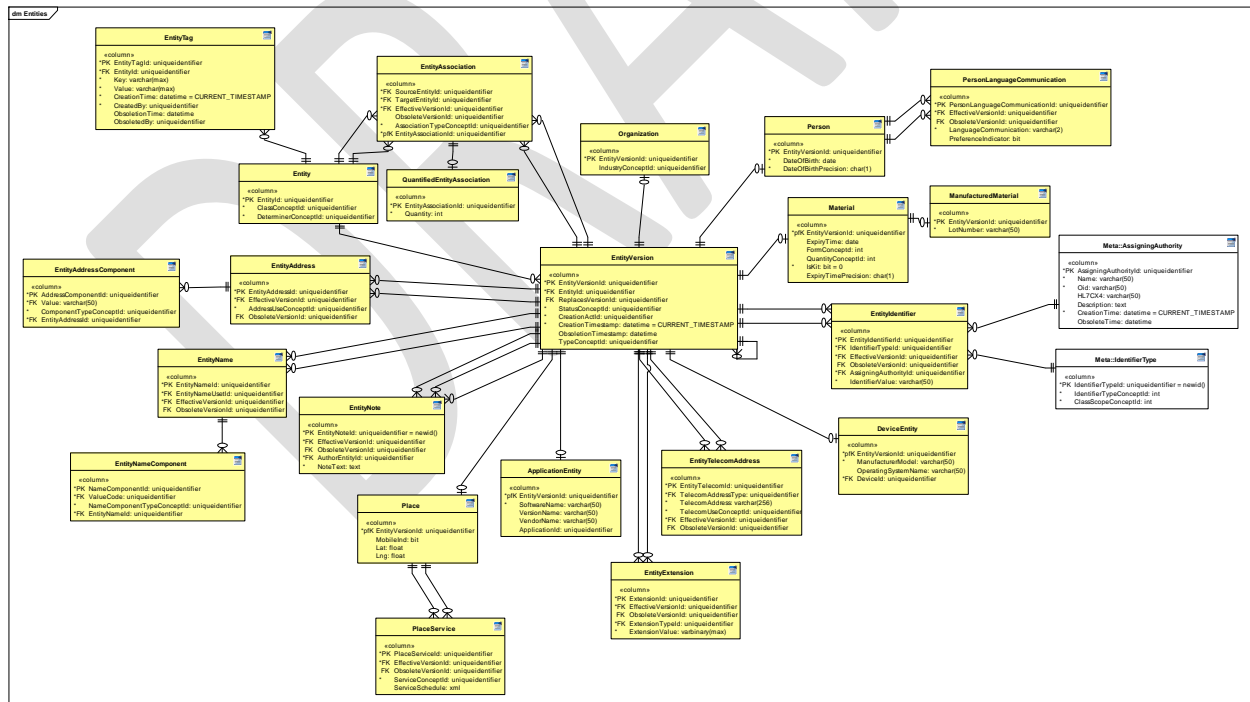 dm Entities
EntityTag
«column»
*PK EntityTagId: uniqueidentifier
*FK EntityId: uniqueidentifier
* Key: varchar(max)
* Value: varchar(max)
* CreationTime: datetime = CURRENT_TIMESTAMP
* CreatedBy: uniqueidentifier
ObsoletionTime: datetime
ObsoletedBy: uniqueidentifier
EntityAssociation
«column»
*FK SourceEntityId: uniqueidentifier
*FK TargetEntityId: uniqueidentifier
*FK EffectiveVersionId: uniqueidentifier
ObsoleteVersionId: uniqueidentifier
* AssociationTypeConceptId: uniqueidentifier
*pfK EntityAssociationId: uniqueidentifier
Organization
«column»
*PK EntityVersionId: uniqueidentifier
IndustryConceptId: uniqueidentifier
Person
«column»
*PK EntityVersionId: uniqueidentifier
* DateOfBirth: date
* DateOfBirthPrecision: char(1)
PersonLanguageCommunication
«column»
*PK PersonLanguageCommunicationId: uniqueidentifier
*FK EffectiveVersionId: uniqueidentifier
FK ObsoleteVersionId: uniqueidentifier
* LanguageCommunication: varchar(2)
PreferenceIndicator: bit
Entity
«column»
*PK EntityId: uniqueidentifier
* ClassConceptId: uniqueidentifier
* DeterminerConceptId: uniqueidentifier
QuantifiedEntityAssociation
«column»
*PK EntityAssociationId: uniqueidentifier
* Quantity: int
Material
«column»
*pfK EntityVersionId: uniqueidentifier
ExpiryTime: date
FormConceptId: int
QuantityConceptId: int
* IsKit: bit = 0
ExpiryTimePrecision: char(1)
ManufacturedMaterial
«column»
*PK EntityVersionId: uniqueidentifier
* LotNumber: varchar(50)
EntityVersion
«column»
*PK EntityVersionId: uniqueidentifier
*FK EntityId: uniqueidentifier
FK ReplacesVersionId: uniqueidentifier
* StatusConceptId: uniqueidentifier
* CreationActId: uniqueidentifier
* CreationTimestamp: datetime = CURRENT_TIMESTAMP
ObsoletionTimestamp: datetime
TypeConceptId: uniqueidentifier
EntityAddressComponent
«column»
*PK AddressComponentId: uniqueidentifier
*FK Value: varchar(50)
* ComponentTypeConceptId: uniqueidentifier
*FK EntityAddressId: uniqueidentifier
EntityAddress
«column»
*PK EntityAddressId: uniqueidentifier
*FK EffectiveVersionId: uniqueidentifier
* AddressUseConceptId: uniqueidentifier
FK ObsoleteVersionId: uniqueidentifier
Meta::AssigningAuthority
«column»
*PK AssigningAuthorityId: uniqueidentifier
* Name: varchar(50)
* Oid: varchar(50)
HL7CX4: varchar(50)
Description: text
* CreationTime: datetime = CURRENT_TIMESTAMP
ObsoleteTime: datetime
EntityIdentifier
«column»
*PK EntityIdentifierId: uniqueidentifier
*FK IdentifierTypeId: uniqueidentifier
*FK EffectiveVersionId: uniqueidentifier
FK ObsoleteVersionId: uniqueidentifier
*FK AssigningAuthorityId: uniqueidentifier
* IdentifierValue: varchar(50)
Meta::IdentifierType
«column»
*PK IdentifierTypeId: uniqueidentifier = newid()
* IdentifierTypeConceptId: int
* ClassScopeConceptId: int
EntityName
«column»
*PK EntityNameId: uniqueidentifier
*FK EntityNameUsetId: uniqueidentifier
*FK EffectiveVersionId: uniqueidentifier
FK ObsoleteVersionId: uniqueidentifier
EntityNote
«column»
*PK EntityNoteId: uniqueidentifier = newid()
*FK EffectiveVersionId: uniqueidentifier
FK ObsoleteVersionId: uniqueidentifier
*FK AuthorEntityId: uniqueidentifier
* NoteText: text
DeviceEntity
«column»
*pfK EntityVersionId: uniqueidentifier
* ManufacturerModel: varchar(50)
OperatingSystemName: varchar(50)
*FK DeviceId: uniqueidentifier
EntityNameComponent
«column»
*PK NameComponentId: uniqueidentifier
*FK ValueCode: uniqueidentifier
* NameComponentTypeConceptId: uniqueidentifier
*FK EntityNameId: uniqueidentifier
ApplicationEntity
«column»
*pfK EntityVersionId: uniqueidentifier
* SoftwareName: varchar(50)
VersionName: varchar(50)
VendorName: varchar(50)
ApplicationId: uniqueidentifier
EntityTelecomAddress
«column»
*PK EntityTelecomId: uniqueidentifier
*FK TelecomAddressType: uniqueidentifier
* TelecomAddress: varchar(256)
* TelecomUseConceptId: uniqueidentifier
*FK EffectiveVersionId: uniqueidentifier
FK ObsoleteVersionId: uniqueidentifier
Place
«column»
*pfK EntityVersionId: uniqueidentifier
MobileInd: bit
Lat: float
Lng: float
EntityExtension
«column»
*PK ExtensionId: uniqueidentifier
*FK EffectiveVersionId: uniqueidentifier
FK ObsoleteVersionId: uniqueidentifier
*FK ExtensionTypeId: uniqueidentifier
* ExtensionValue: varbinary(max)
PlaceService
«column»
*PK PlaceServiceId: uniqueidentifier
*FK EffectiveVersionId: uniqueidentifier
FK ObsoleteVersionId: uniqueidentifier
* ServiceConceptId: uniqueidentifier
ServiceSchedule: xml